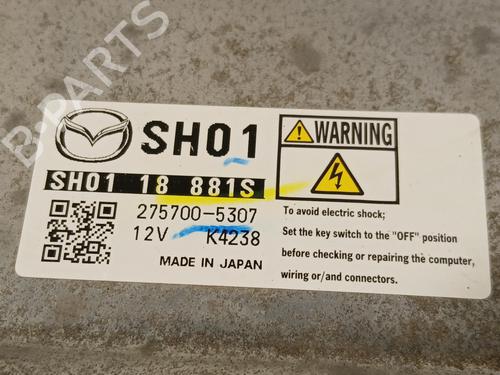 B-PARTS
SH01
SH01 18 881S
275700-5307
12V K4238
MADE IN JAPAN
WARNING
To avoid electric shock;
Set the key switch to the "OFF" position
before checking or repairing the computer,
wiring or/and connectors.